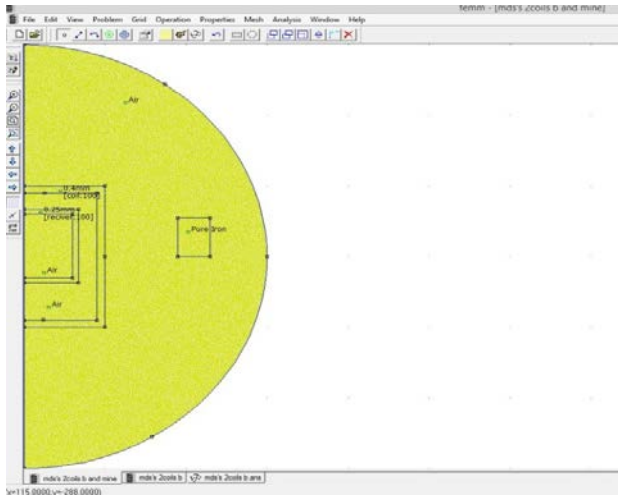 femm - [mds's 2coils b and mine]
File Edit View Problem Grid Operation Properties Mesh Analysis Window Help
Air
0.4mm
[coil:100]
0.25mm
[reciver:100]
Pure Iron
Air
Air
mds's 2coils b and mine mds's 2coils b mds's 2coils b.ans
(x=115.0000,y=-288.0000)